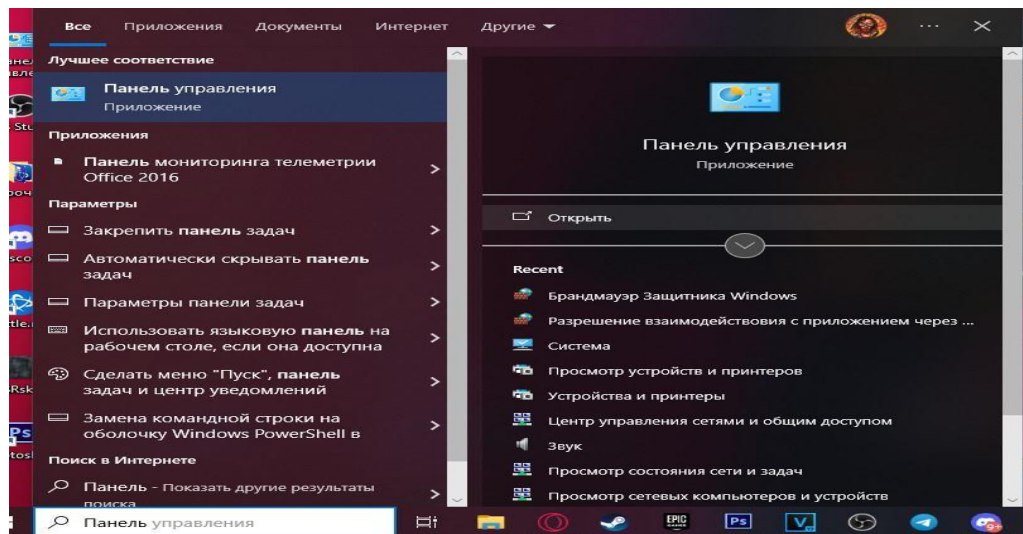 Все Приложения Документы Интернет Другие
Лучшее соответствие
Панель управления
Приложение
Приложения
Панель мониторинга телеметрии
Office 2016
Параметры
Закрепить панель задач
Автоматически скрывать панель
задач
Параметры панели задач
Использовать языковую панель на
рабочем столе, если она доступна
Сделать меню "Пуск", панель
задач и центр уведомлений
Замена командной строки на
оболочку Windows PowerShell в
Поиск в Интернете
Панель - Показать другие результаты
поиска
Панель управления
Панель управления
Приложение
Открыть
Recent
Брандмауэр Защитника Windows
Разрешение взаимодействовия с приложением через ...
Система
Просмотр устройств и принтеров
Устройства и принтеры
Центр управления сетями и общим доступом
Звук
Просмотр состояния сети и задач
Просмотр сетевых компьютеров и устройств
EPIC
Ps
V
Ps